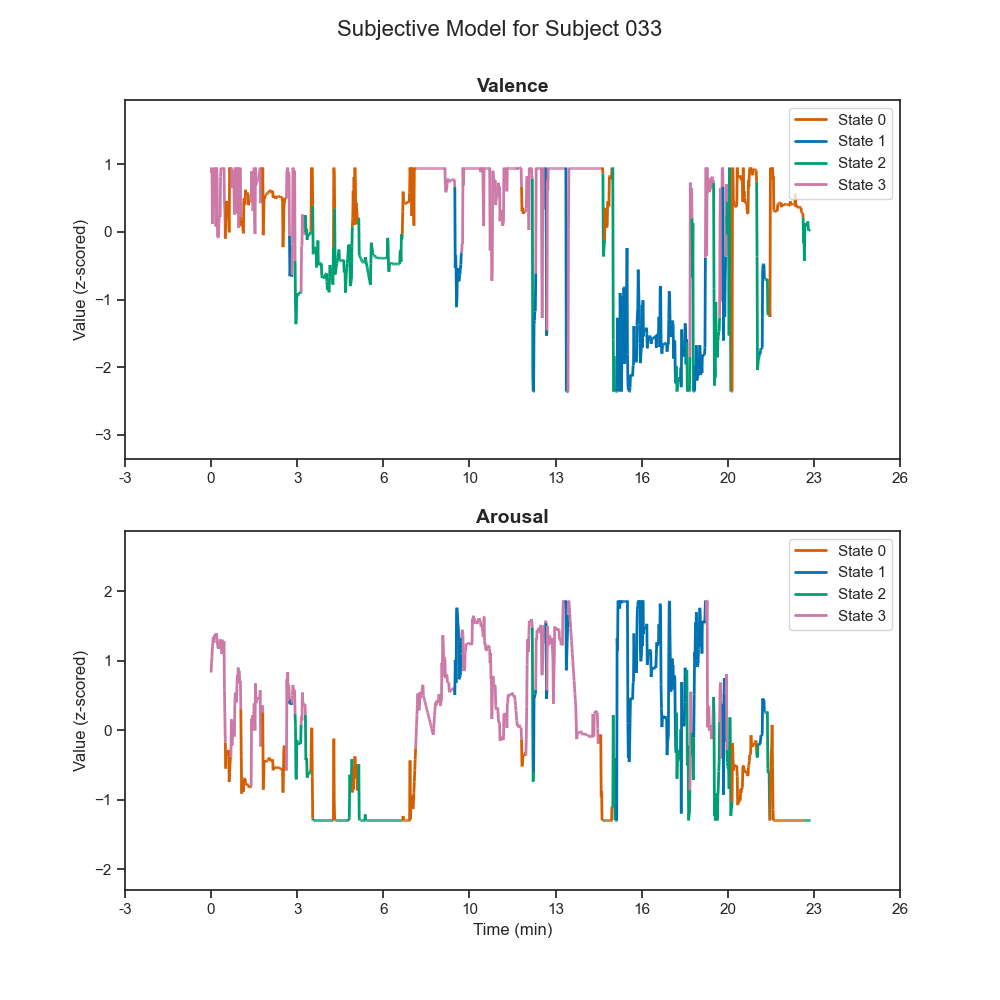 Subjective Model for Subject 033
Valence
State 0
State 1
State 2
State 3
Value (z-scored)
1
0
−1
−2
−3
-3 0 3 6 10 13 16 20 23 26
Arousal
State 0
State 1
State 2
State 3
Value (z-scored)
2
1
0
−1
−2
-3 0 3 6 10 13 16 20 23 26
Time (min)